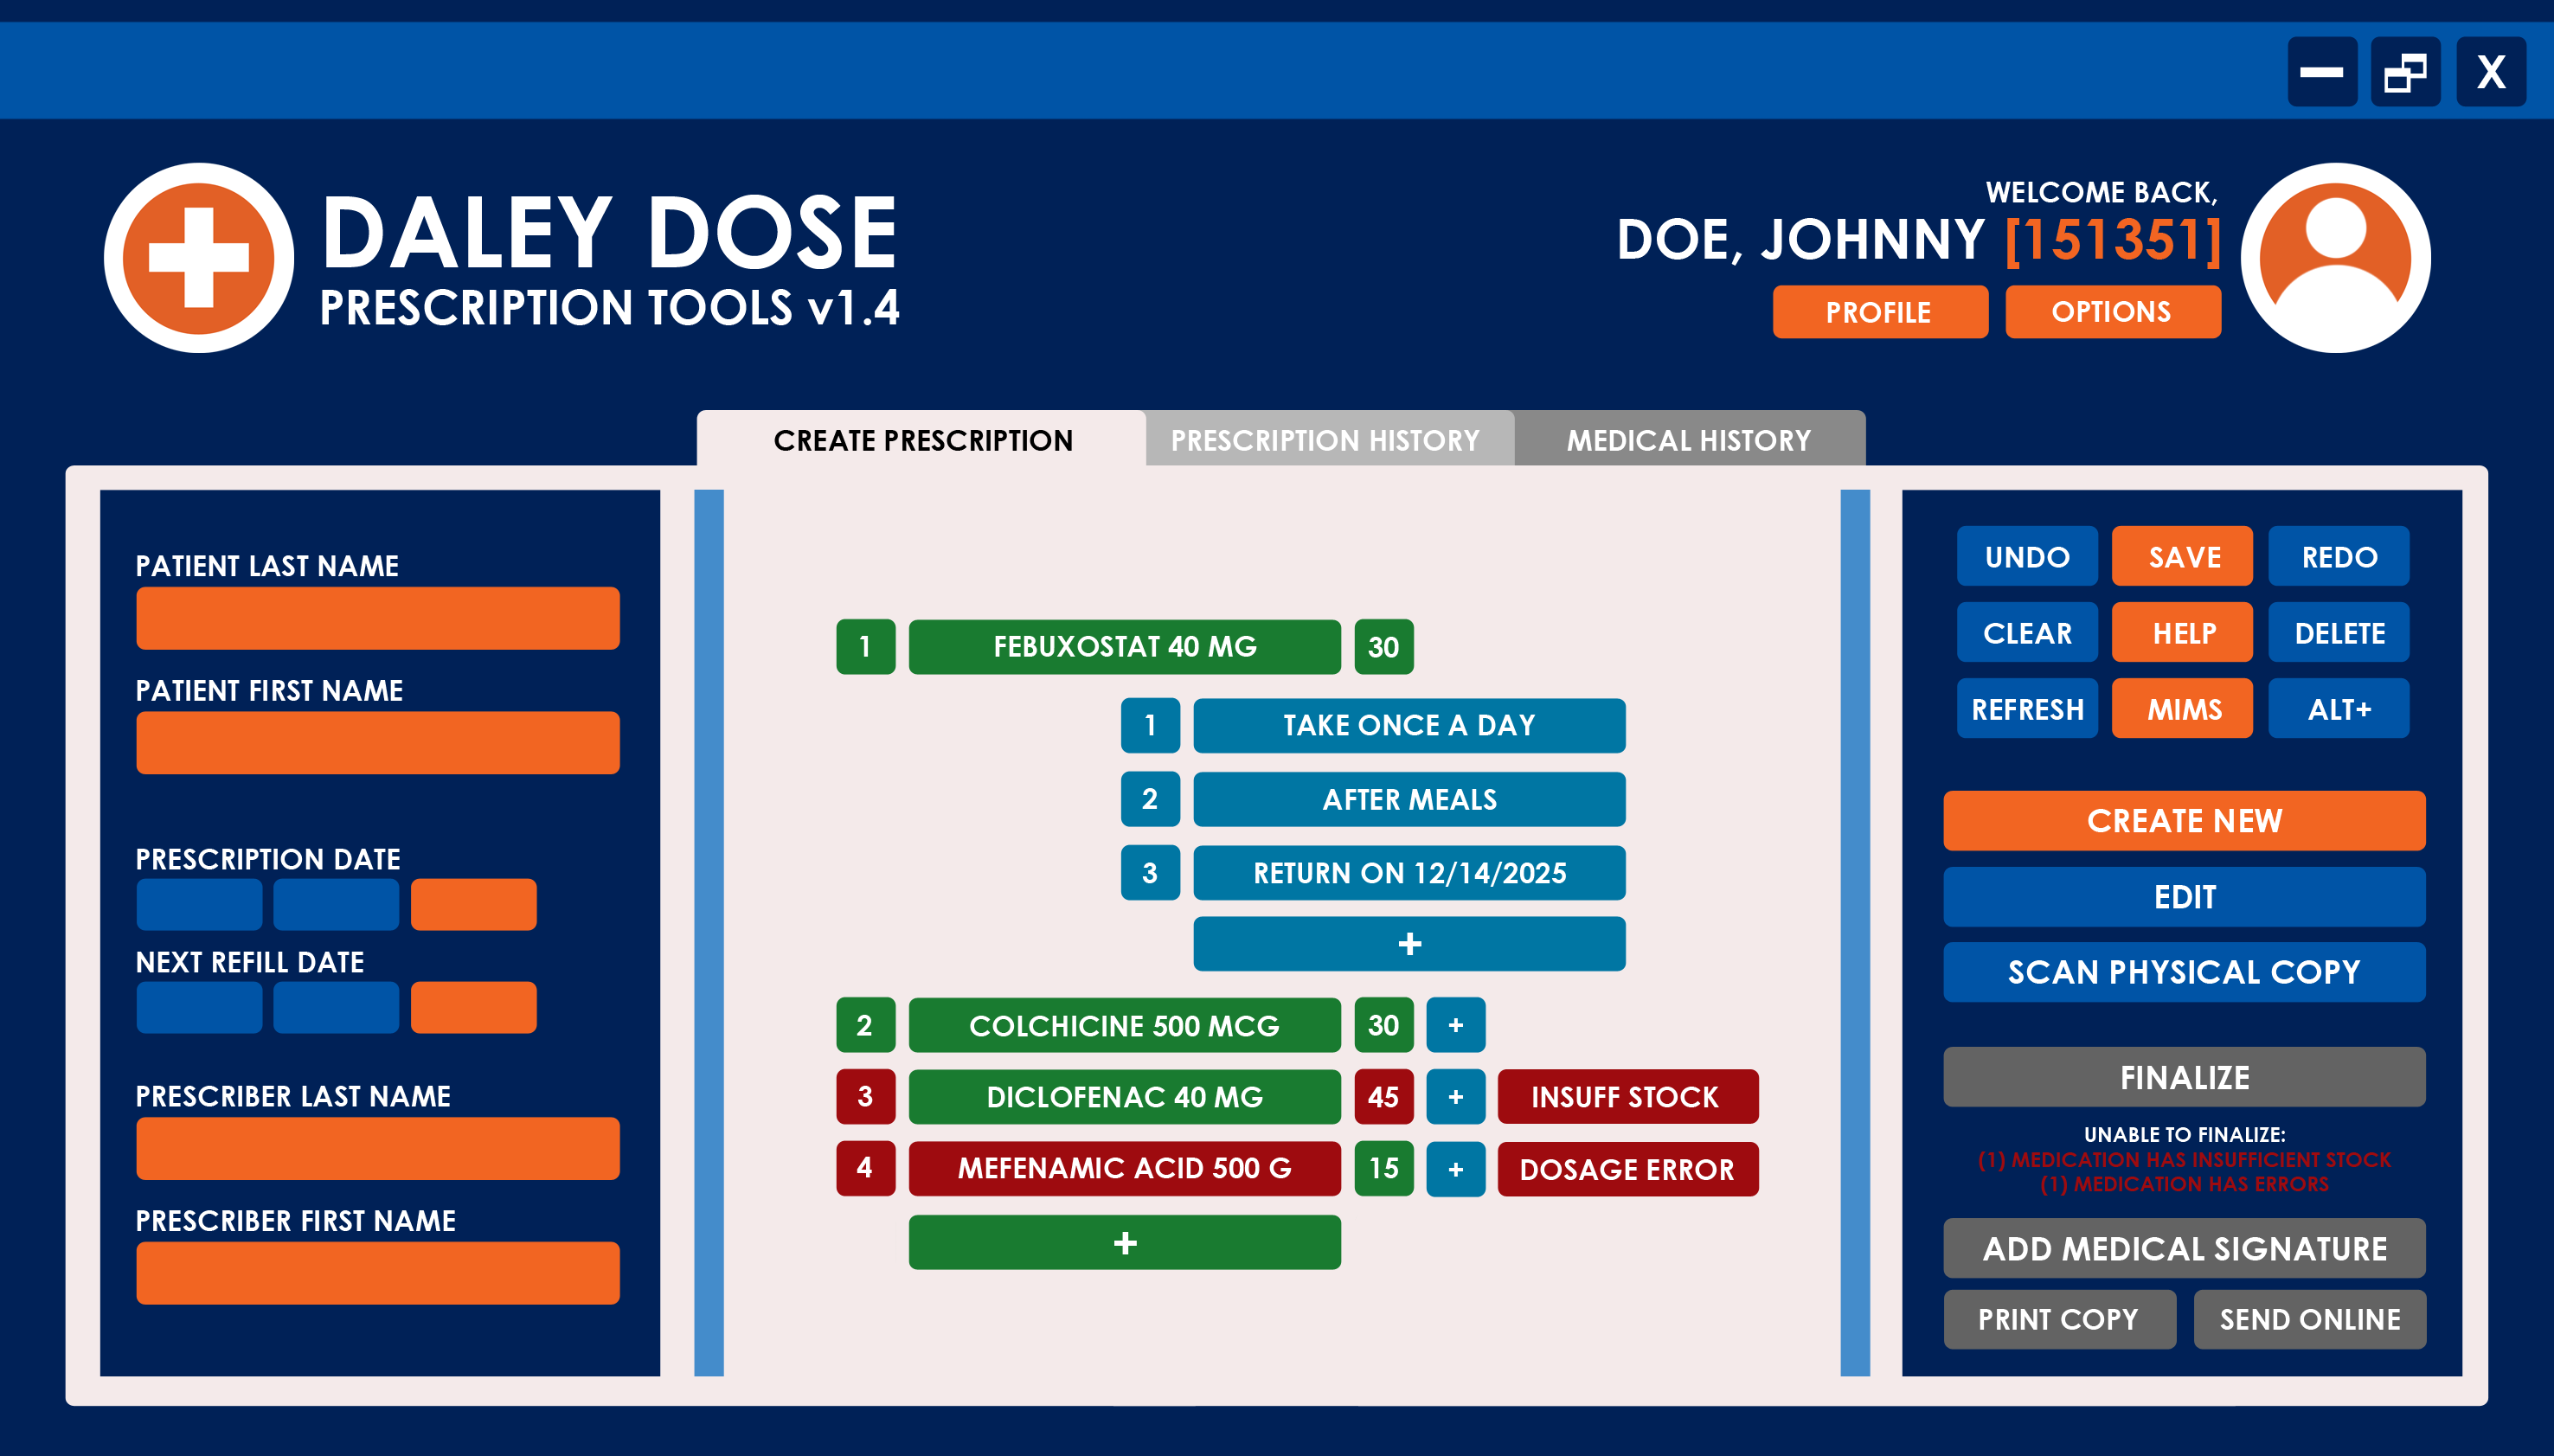 X
DALEY DOSE
PRESCRIPTION TOOLS v1.4
WELCOME BACK,
DOE, JOHNNY [151351]
PROFILE OPTIONS
CREATE PRESCRIPTION PRESCRIPTION HISTORY MEDICAL HISTORY
PATIENT LAST NAME
PATIENT FIRST NAME
PRESCRIPTION DATE
NEXT REFILL DATE
PRESCRIBER LAST NAME
PRESCRIBER FIRST NAME
1 FEBUXOSTAT 40 MG 30
1 TAKE ONCE A DAY
2 AFTER MEALS
3 RETURN ON 12/14/2025
+
2 COLCHICINE 500 MCG 30 +
3 DICLOFENAC 40 MG 45 + INSUFF STOCK
4 MEFENAMIC ACID 500 G 15 + DOSAGE ERROR
+
UNDO SAVE REDO
CLEAR HELP DELETE
REFRESH MIMS ALT+
CREATE NEW
EDIT
SCAN PHYSICAL COPY
FINALIZE
UNABLE TO FINALIZE:
(1) MEDICATION HAS INSUFFICIENT STOCK
(1) MEDICATION HAS ERRORS
ADD MEDICAL SIGNATURE
PRINT COPY SEND ONLINE